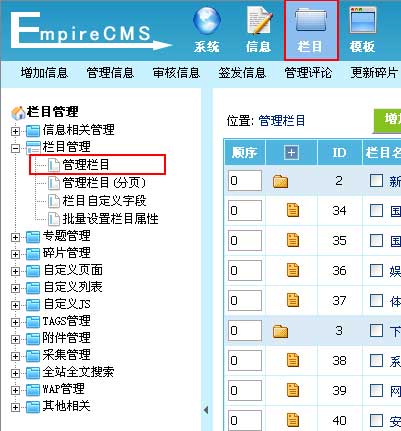 EmpireCMS
系统 信息 栏目 模板
增加信息 管理信息 审核信息 签发信息 管理评论 更新碎片
栏目管理
信息相关管理
栏目管理
管理栏目
管理栏目(分页)
栏目自定义字段
批量设置栏目属性
专题管理
碎片管理
自定义页面
自定义列表
自定义JS
TAGS管理
附件管理
采集管理
全站全文搜索
WAP管理
其他相关
位置: 管理栏目
增
顺序 ID 栏目名
0 2 新
0 34 国
0 35 国
0 36 娱
0 37 体
0 3 下
0 38 系
0 39 网
0 40 安